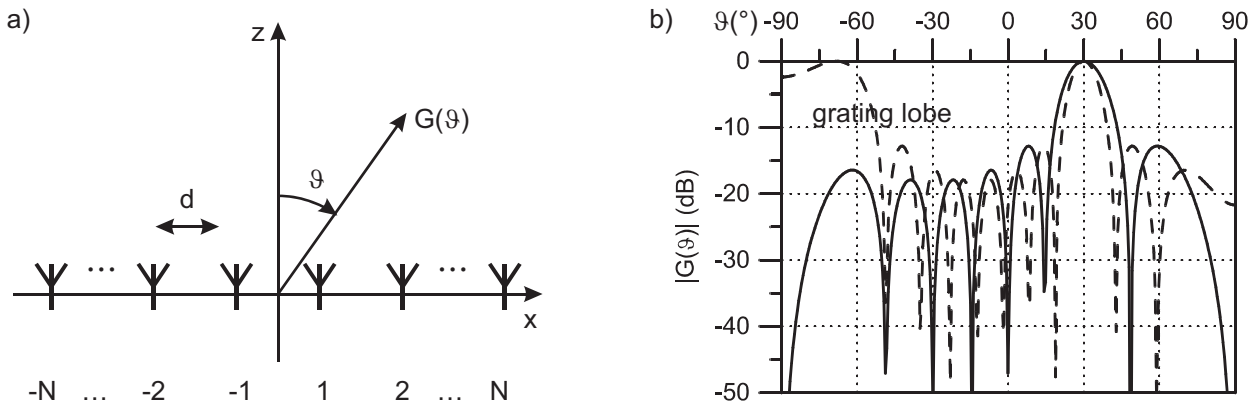 a)
z
G(ϑ)
ϑ
d
... ...
x
-N ... -2 -1 1 2 ... N
b)
ϑ(°) -90 -60 -30 0 30 60 90
0
grating lobe
-10
-20
-30
-40
-50
|G(ϑ)| (dB)